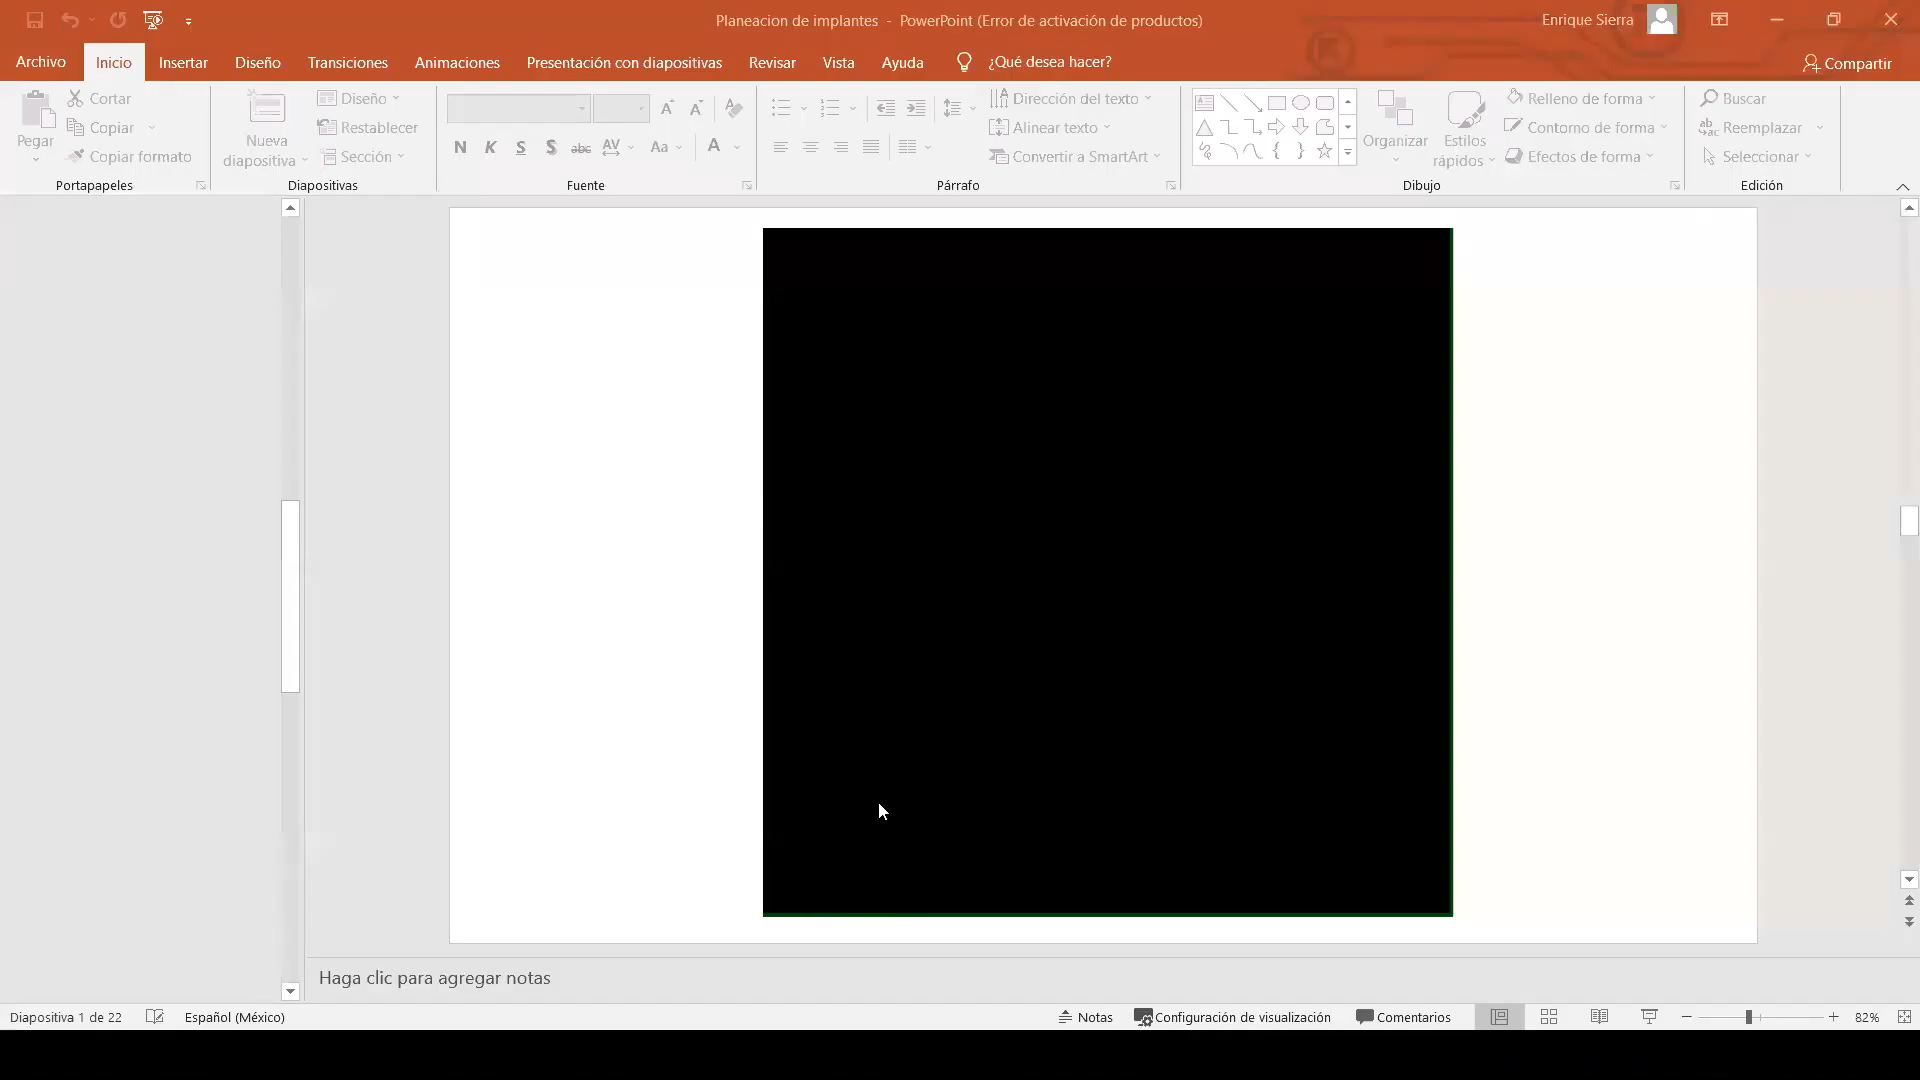 Planeacion de implantes - PowerPoint (Error de activación de productos)
Enrique Sierra
Archivo Inicio Insertar Diseño Transiciones Animaciones Presentación con diapositivas Revisar Vista Ayuda ¿Qué desea hacer? Compartir
Pegar
Cortar
Copiar
Copiar formato
Portapapeles
Nueva diapositiva
Diseño
Restablecer
Sección
Diapositivas
N K S S abc AV Aa A
Fuente
Dirección del texto
Alinear texto
Convertir a SmartArt
Párrafo
Organizar
Estilos rápidos
Relleno de forma
Contorno de forma
Efectos de forma
Dibujo
Buscar
Reemplazar
Seleccionar
Edición
Haga clic para agregar notas
Diapositiva 1 de 22 Español (México) Notas Configuración de visualización Comentarios 82%